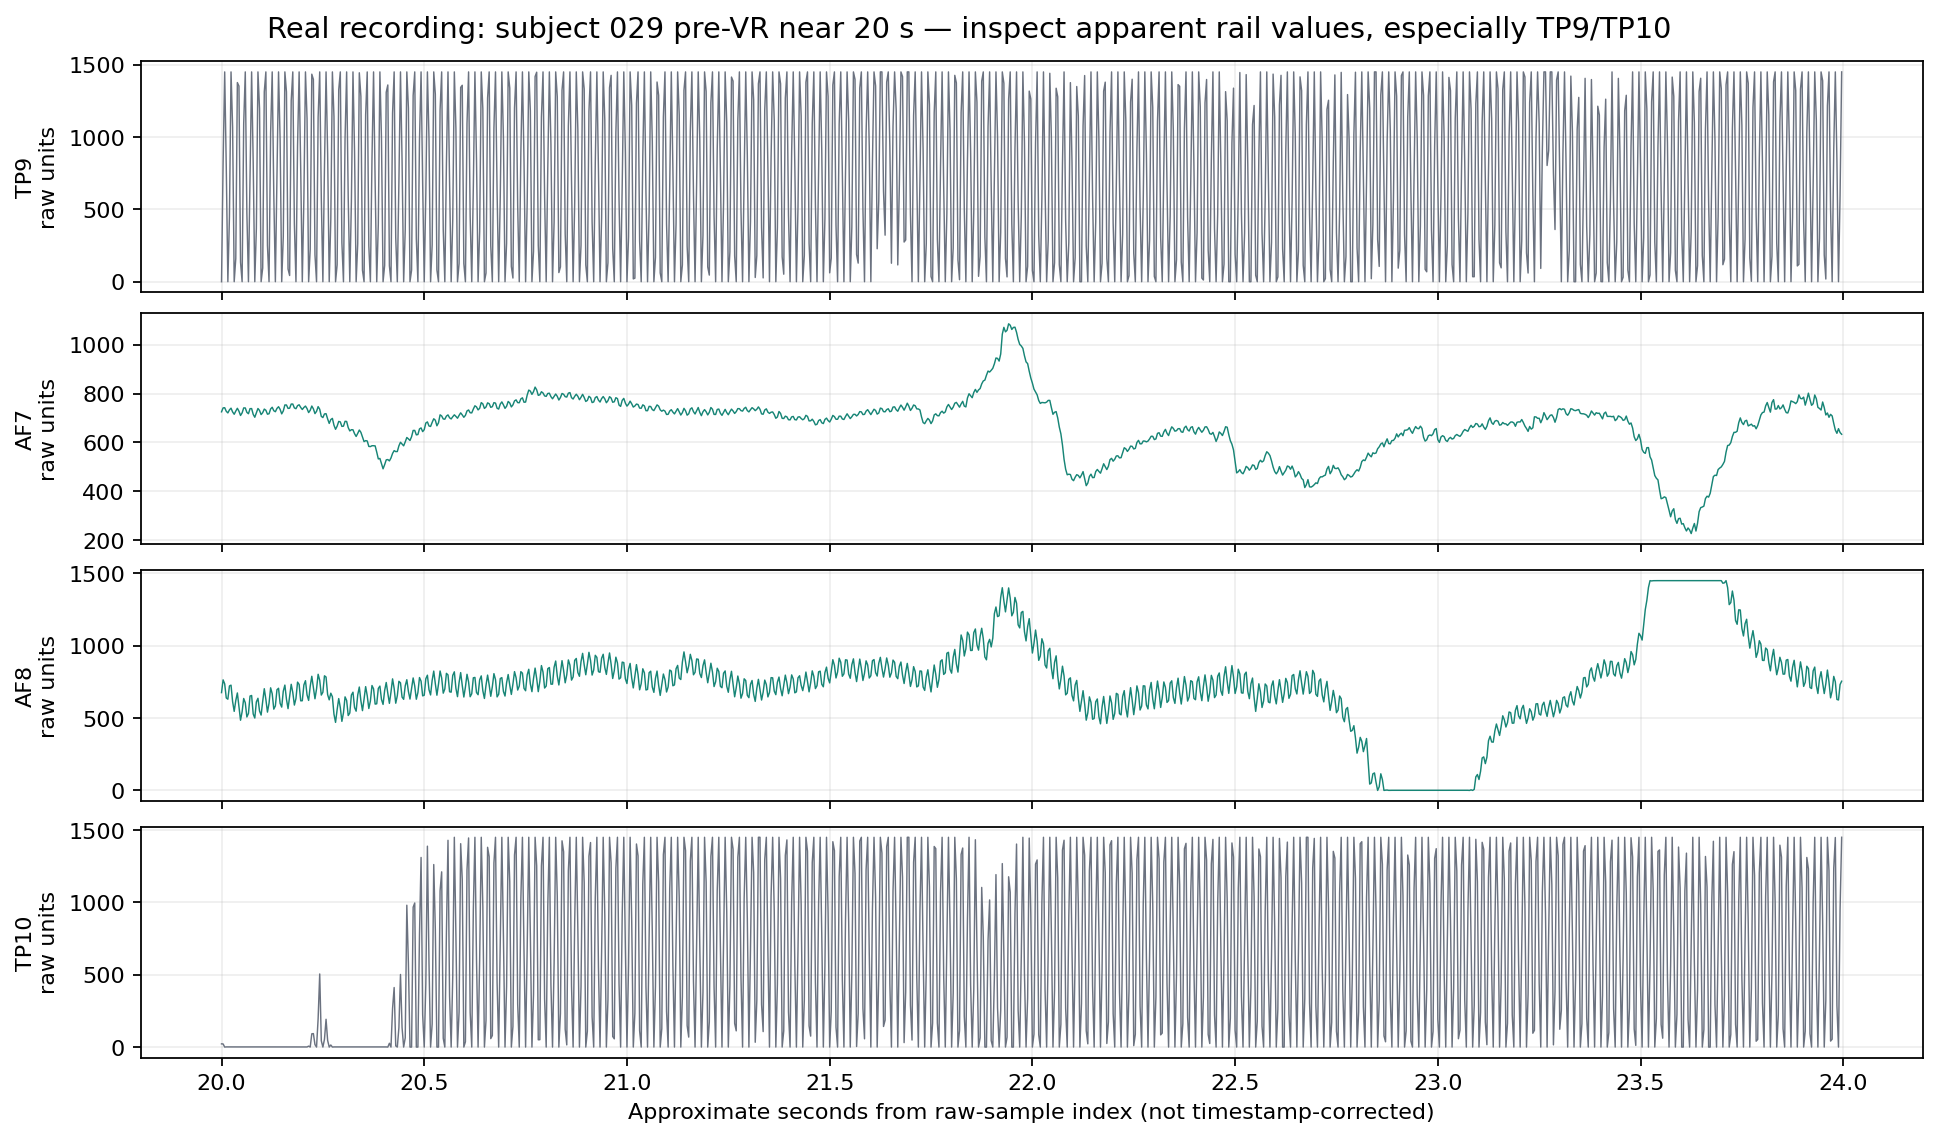 Real recording: subject 029 pre-VR near 20 s — inspect apparent rail values, especially TP9/TP10
TP9
raw units
1500
1000
500
0
AF7
raw units
1000
800
600
400
200
AF8
raw units
1500
1000
500
0
TP10
raw units
1500
1000
500
0
20.0 20.5 21.0 21.5 22.0 22.5 23.0 23.5 24.0
Approximate seconds from raw-sample index (not timestamp-corrected)